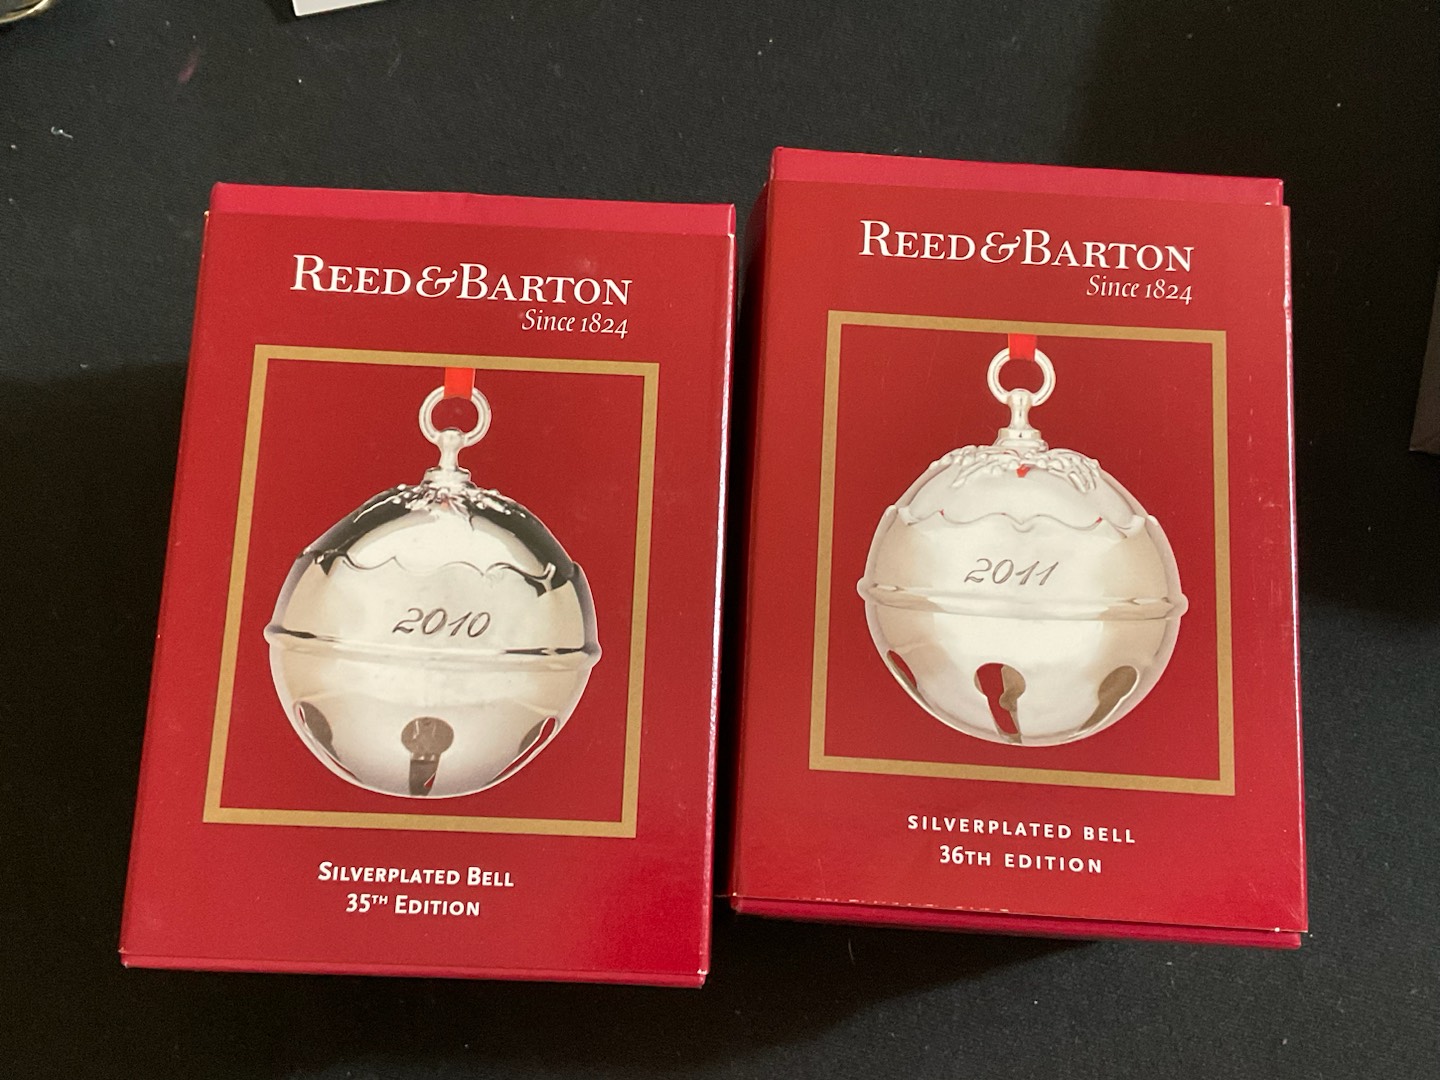 REED & BARTON
Since 1824
2010
SILVERPLATED BELL
35TH EDITION
REED & BARTON
Since 1824
2011
SILVERPLATED BELL
36TH EDITION